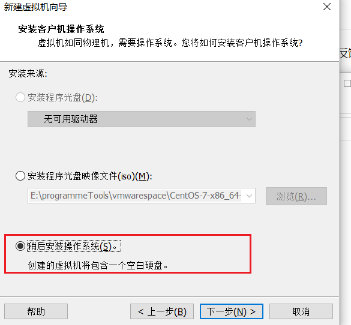 新建虚拟机向导
安装客户机操作系统
虚拟机如同物理机,需要操作系统。您将如何安装客户机操作系统?
安装来源:
安装程序光盘(D):
无可用驱动器
安装程序光盘映像文件(iso)(M):
E:\programmeTools\vmwarespace\CentOS-7-x86_64-
浏览(R)...
稍后安装操作系统(S)。
创建的虚拟机将包含一个空白硬盘。
帮助
< 上一步(B)
下一步(N) >
取消